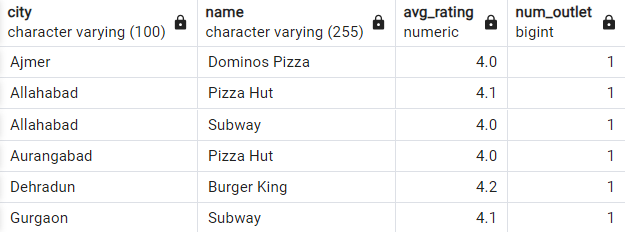 city name avg_rating num_outlet
character varying (100) character varying (255) numeric bigint
Ajmer Dominos Pizza 4.0 1
Allahabad Pizza Hut 4.1 1
Allahabad Subway 4.0 1
Aurangabad Pizza Hut 4.0 1
Dehradun Burger King 4.2 1
Gurgaon Subway 4.1 1